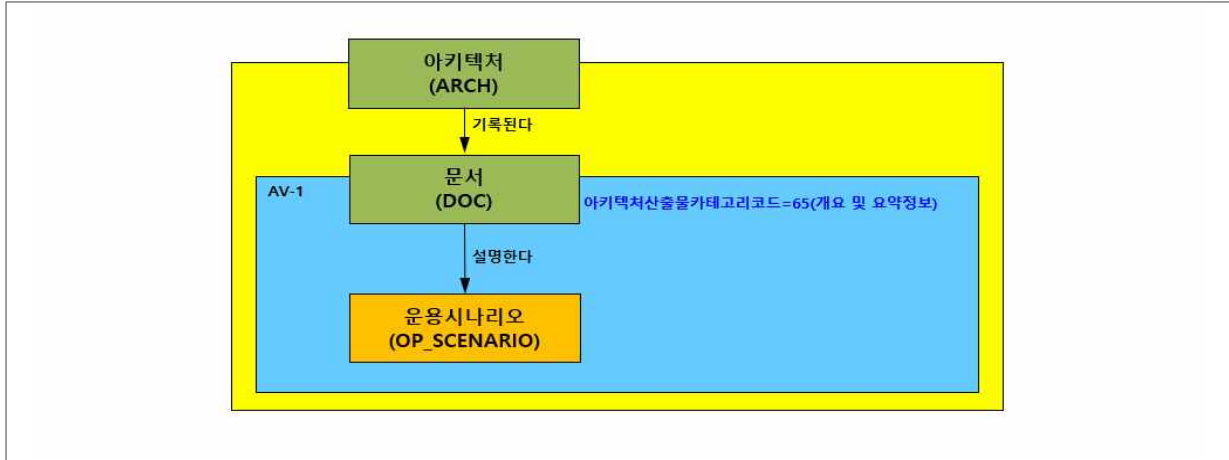 아키텍처
(ARCH)
기록된다
AV-1
문서
(DOC)
아키텍처산출물카테고리코드=65(개요 및 요약정보)
설명한다
운용시나리오
(OP_SCENARIO)